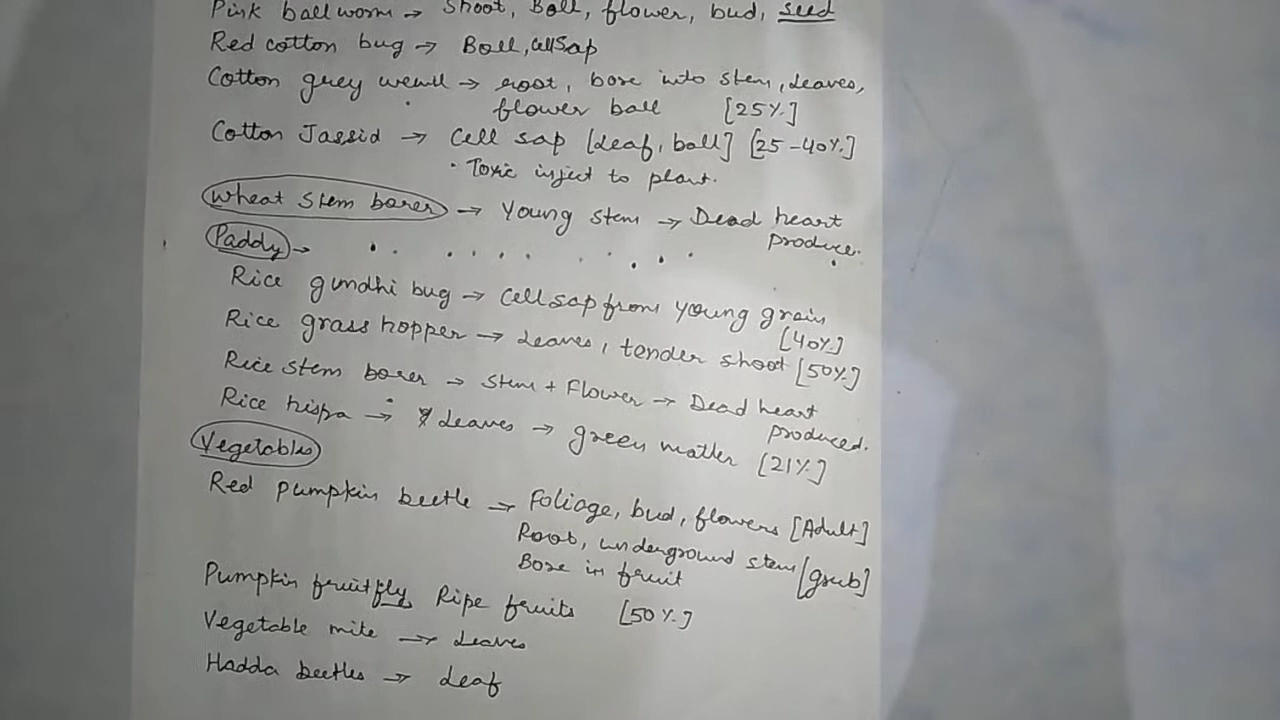 Pink ballworm → Shoot, Boll, flower, bud, seed
Red cotton bug → Boll, cell sap
Cotton grey weevil → root, bore into stem, leaves,
flower ball [25%]
Cotton Jassid → Cell sap [leaf, ball] [25-40%]
• Toxic inject to plant.
Wheat stem borer → Young stem → Dead heart
produce.
Paddy →
Rice gundhi bug → Cell sap from young grain
[40%]
Rice grass hopper → Leaves, tender shoot [50%]
Rice stem borer → Stem + Flower → Dead heart
produced.
Rice hispa → Leaves → green matter [21%]
Vegetables
Red pumpkin beetle → Foliage, bud, flowers [Adult]
Root, underground stem [grub]
Bore in fruit
Pumpkin fruitfly Ripe fruits [50%]
Vegetable mite → Leaves
Hadda beetles → Leaf